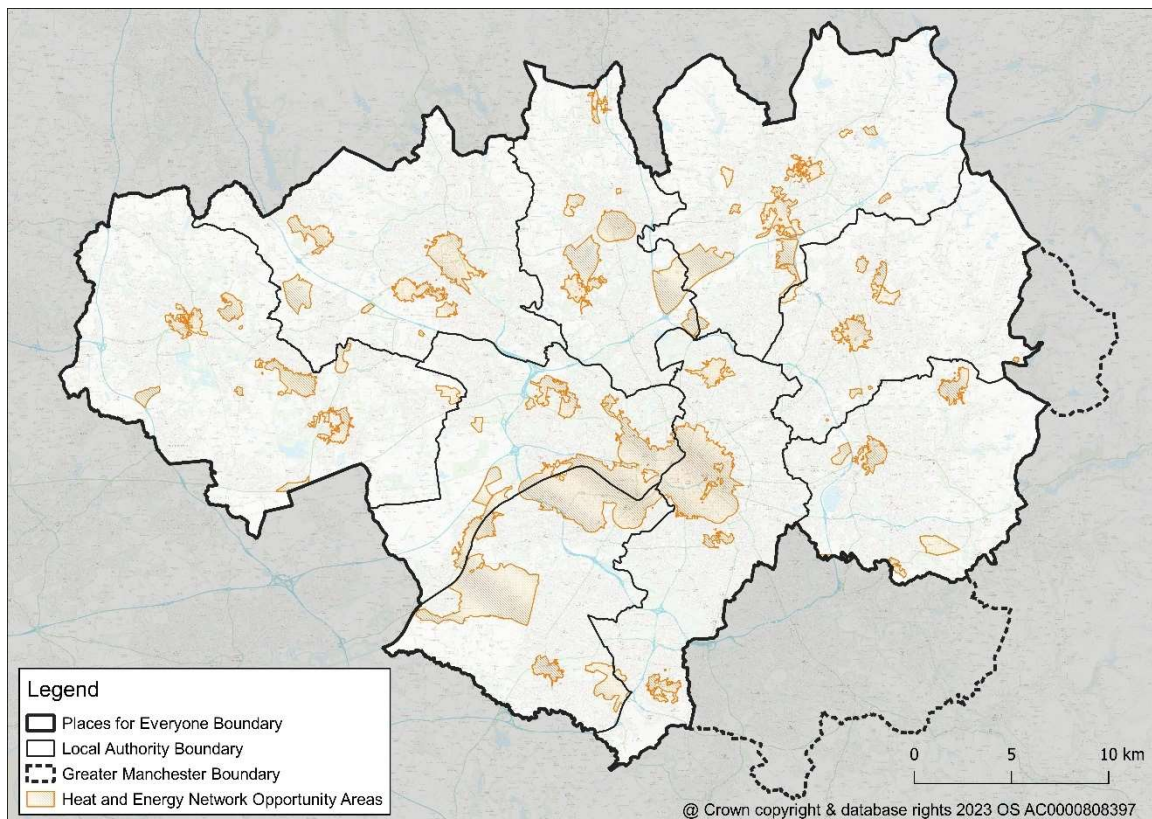 Legend
Places for Everyone Boundary
Local Authority Boundary
Greater Manchester Boundary
Heat and Energy Network Opportunity Areas
0 5 10 km
@ Crown copyright & database rights 2023 OS AC0000808397